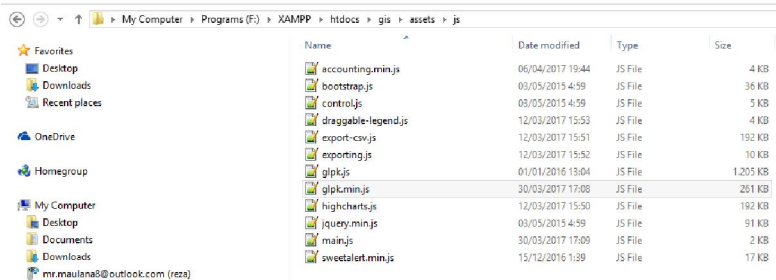 My Computer Programs (F:) XAMPP htdocs gis assets js
Favorites
Desktop
Downloads
Recent places
OneDrive
Homegroup
My Computer
Desktop
Documents
Downloads
mr.maulana8@outlook.com (reza)
Name Date modified Type Size
accounting.min.js 06/04/2017 19:44 JS File 4 KB
bootstrap.js 03/05/2015 4:59 JS File 36 KB
control.js 03/05/2015 4:59 JS File 5 KB
draggable-legend.js 12/03/2017 15:53 JS File 4 KB
export-csv.js 12/03/2017 15:51 JS File 192 KB
exporting.js 12/03/2017 15:52 JS File 10 KB
glpk.js 01/01/2016 13:04 JS File 1.205 KB
glpk.min.js 30/03/2017 17:08 JS File 261 KB
highcharts.js 12/03/2017 15:50 JS File 192 KB
jquery.min.js 03/05/2015 4:59 JS File 91 KB
main.js 30/03/2017 17:09 JS File 2 KB
sweetalert.min.js 15/12/2016 1:39 JS File 17 KB